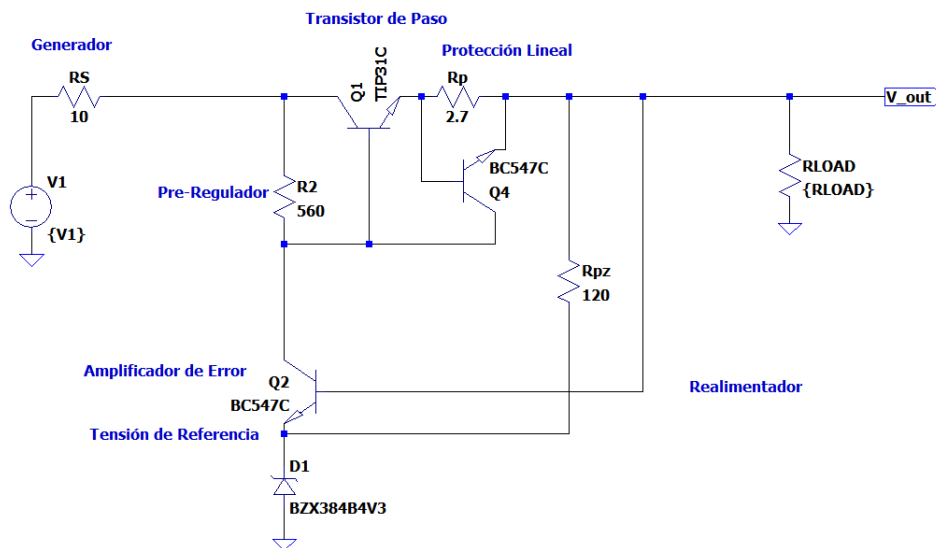 Transistor de Paso
Generador
Protección Lineal
RS
10
Q1
TIP31C
Rp
2.7
V_out
BC547C
Q4
RLOAD
{RLOAD}
V1
{V1}
Pre-Regulador
R2
560
Rpz
120
Amplificador de Error
Q2
BC547C
Realimentador
Tensión de Referencia
D1
BZX384B4V3